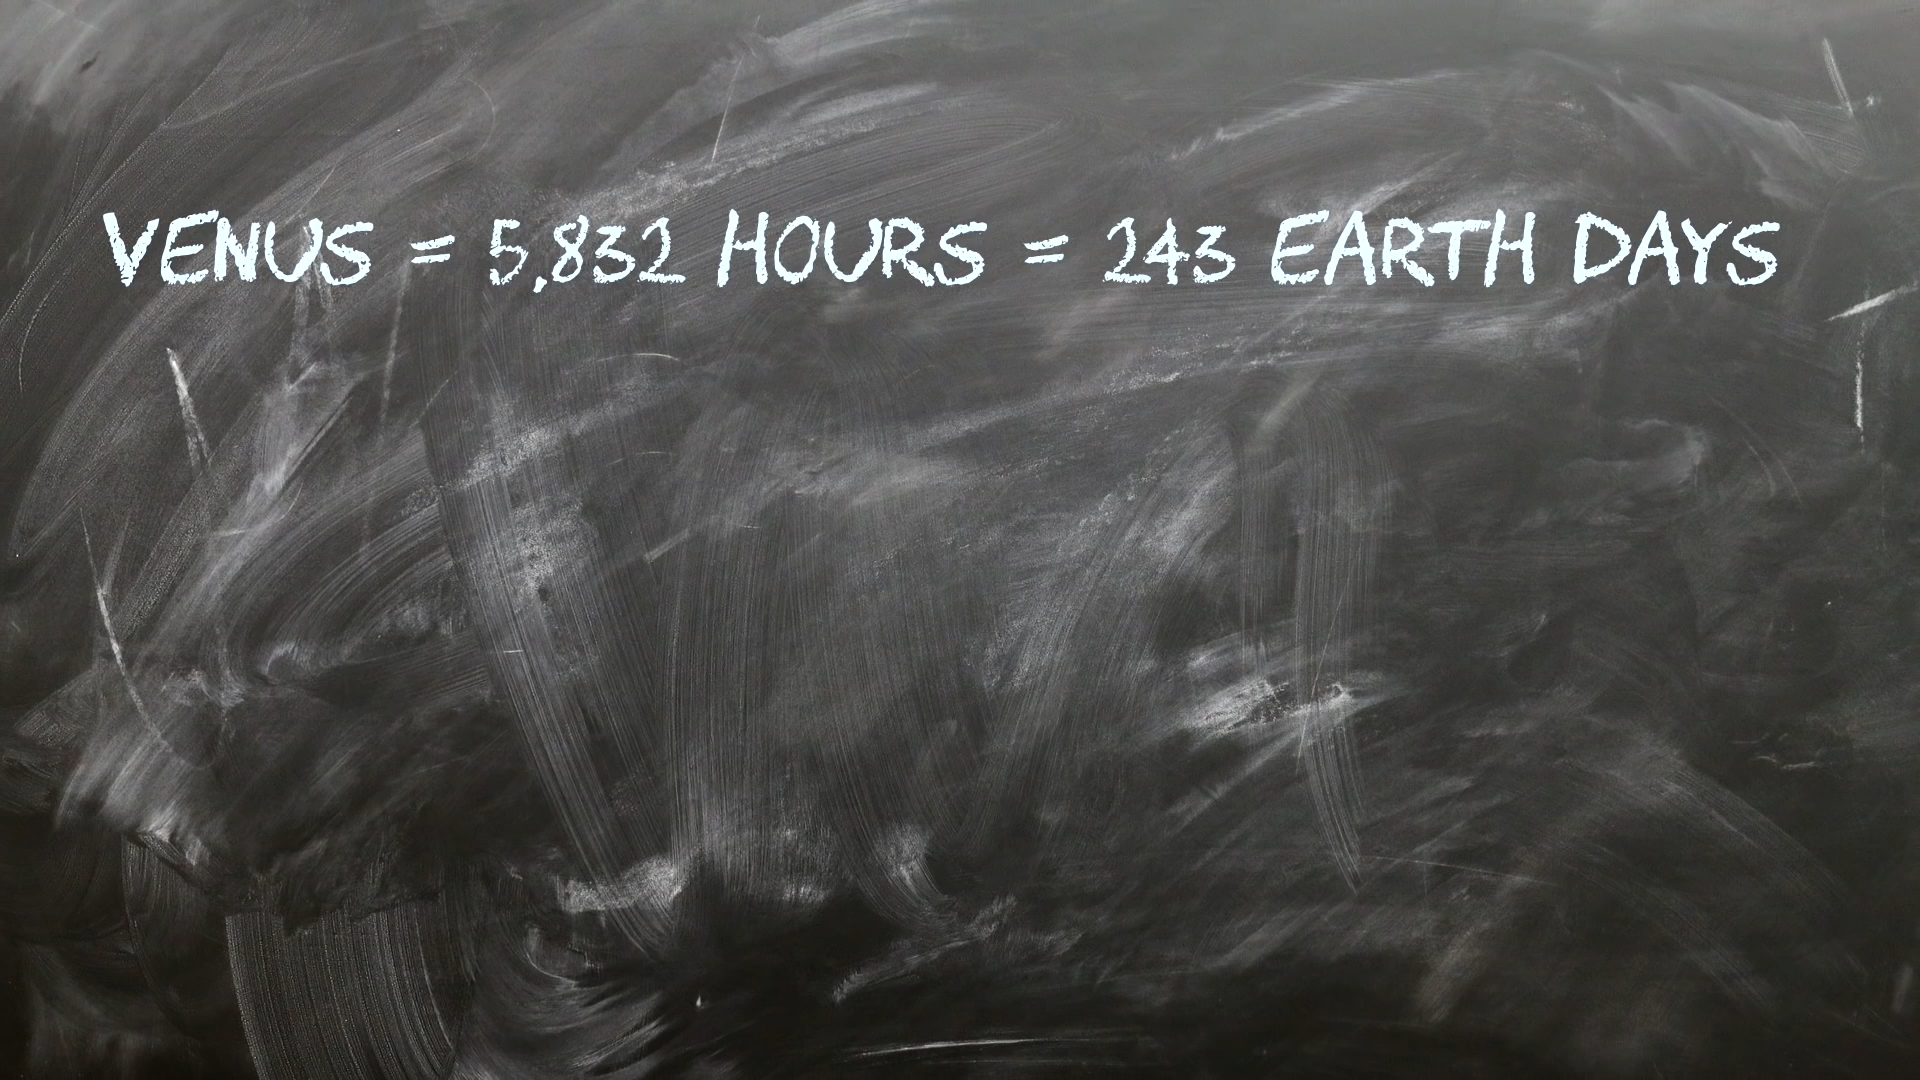 VENUS = 5,832 HOURS = 243 EARTH DAYS